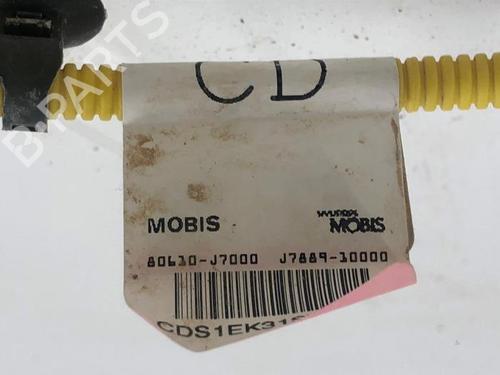 CD
B-PARTS
MOBIS
HYUNDAI
MOBIS
80610-J7000 J7889-10000
CDS1EK31